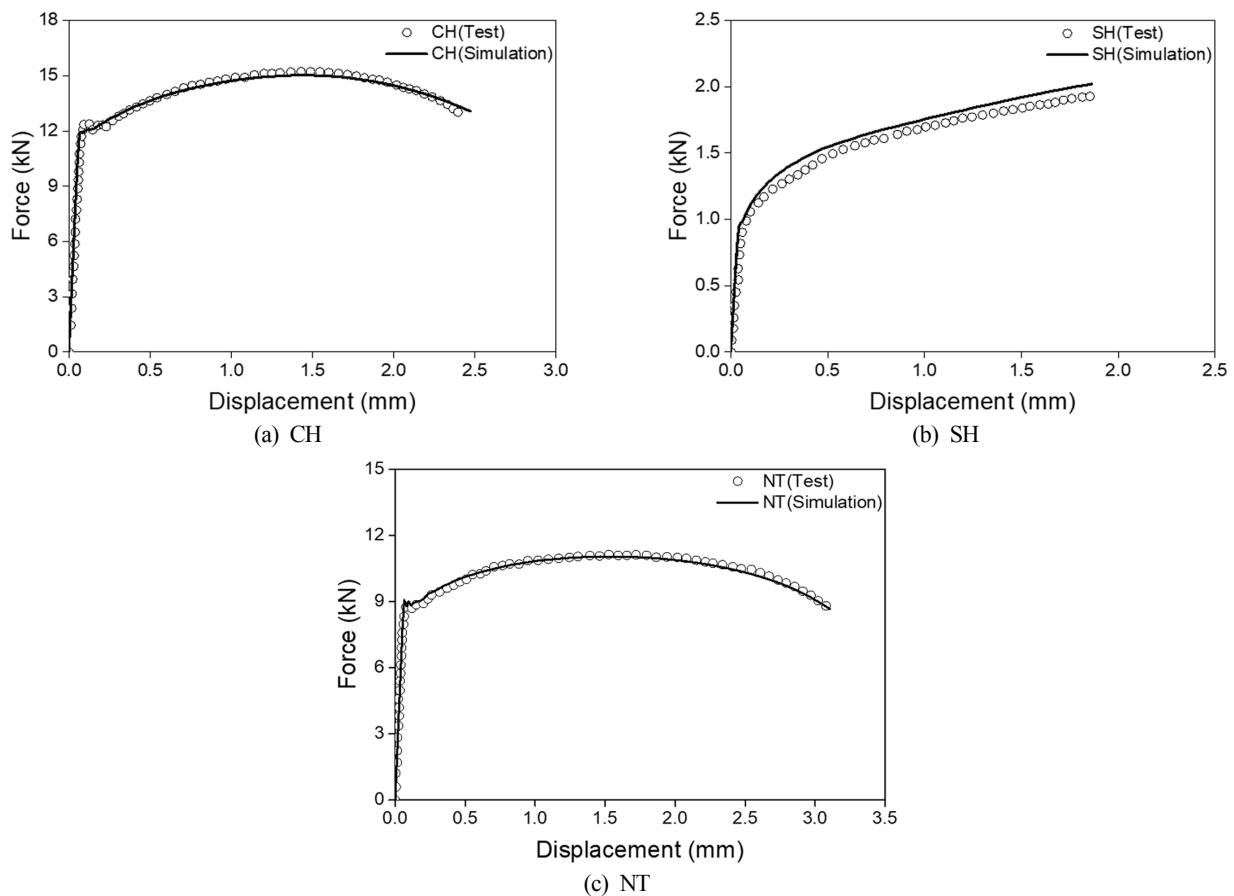 18
15
12
9
6
3
0
Force (kN)
CH(Test)
CH(Simulation)
0.0 0.5 1.0 1.5 2.0 2.5 3.0
Displacement (mm)
(a) CH
2.5
2.0
1.5
1.0
0.5
0.0
Force (kN)
SH(Test)
SH(Simulation)
0.0 0.5 1.0 1.5 2.0 2.5
Displacement (mm)
(b) SH
15
12
9
6
3
0
Force (kN)
NT(Test)
NT(Simulation)
0.0 0.5 1.0 1.5 2.0 2.5 3.0 3.5
Displacement (mm)
(c) NT